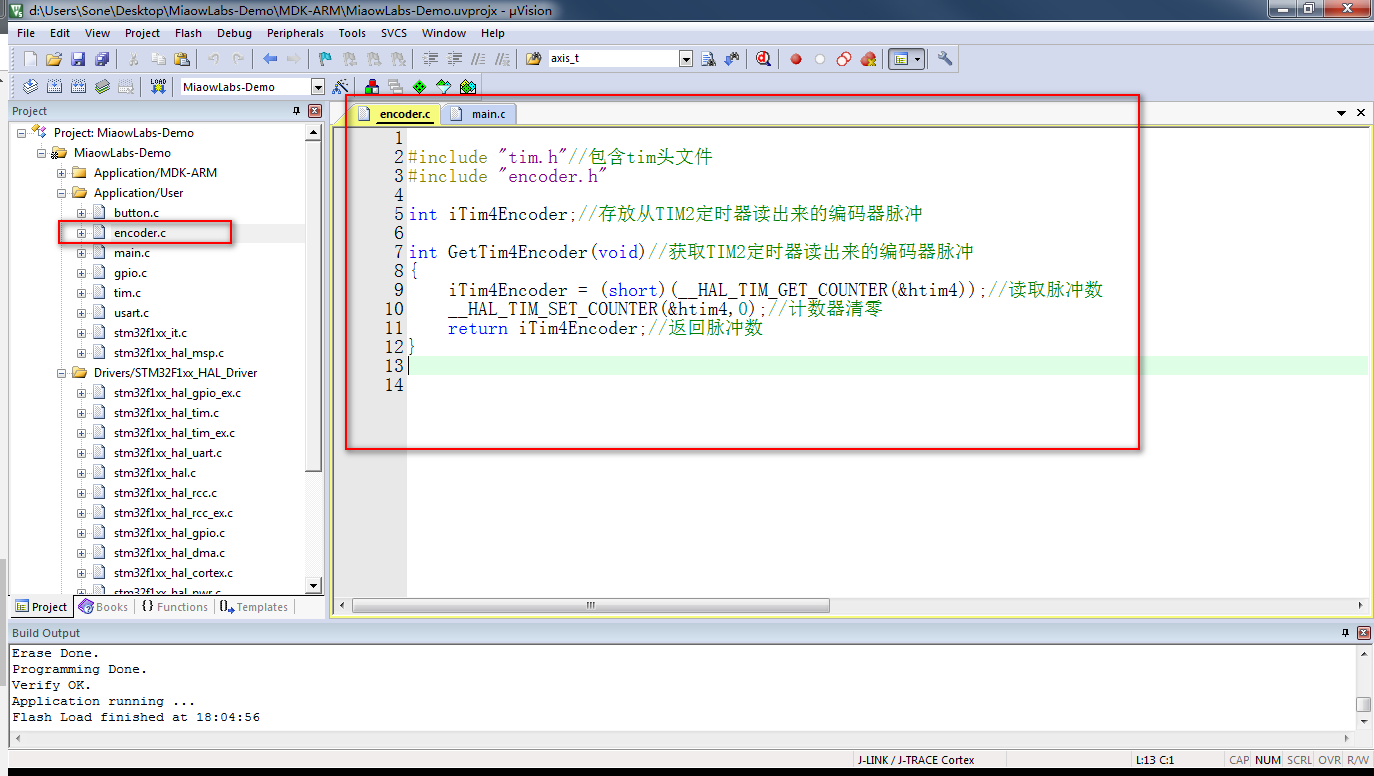 d:\Users\Sone\Desktop\MiaowLabs-Demo\MDK-ARM\MiaowLabs-Demo.uvprojx - µVision
File Edit View Project Flash Debug Peripherals Tools SVCS Window Help
axis_t
LOAD
MiaowLabs-Demo
Project
Project: MiaowLabs-Demo
MiaowLabs-Demo
Application/MDK-ARM
Application/User
button.c
encoder.c
main.c
gpio.c
tim.c
usart.c
stm32f1xx_it.c
stm32f1xx_hal_msp.c
Drivers/STM32F1xx_HAL_Driver
stm32f1xx_hal_gpio_ex.c
stm32f1xx_hal_tim.c
stm32f1xx_hal_tim_ex.c
stm32f1xx_hal_uart.c
stm32f1xx_hal.c
stm32f1xx_hal_rcc.c
stm32f1xx_hal_rcc_ex.c
stm32f1xx_hal_gpio.c
stm32f1xx_hal_dma.c
stm32f1xx_hal_cortex.c
stm32f1xx_hal_pwr.c
Project Books {} Functions Templates
encoder.c main.c
1
2 #include "tim.h"//包含tim头文件
3 #include "encoder.h"
4
5 int iTim4Encoder;//存放从TIM2定时器读出来的编码器脉冲
6
7 int GetTim4Encoder(void)//获取TIM2定时器读出来的编码器脉冲
8 {
9 iTim4Encoder = (short)(__HAL_TIM_GET_COUNTER(&htim4));//读取脉冲数
10 __HAL_TIM_SET_COUNTER(&htim4,0);//计数器清零
11 return iTim4Encoder;//返回脉冲数
12 }
13
14
Build Output
Erase Done.
Programming Done.
Verify OK.
Application running ...
Flash Load finished at 18:04:56
J-LINK / J-TRACE Cortex L:13 C:1 CAP NUM SCRL OVR R/W